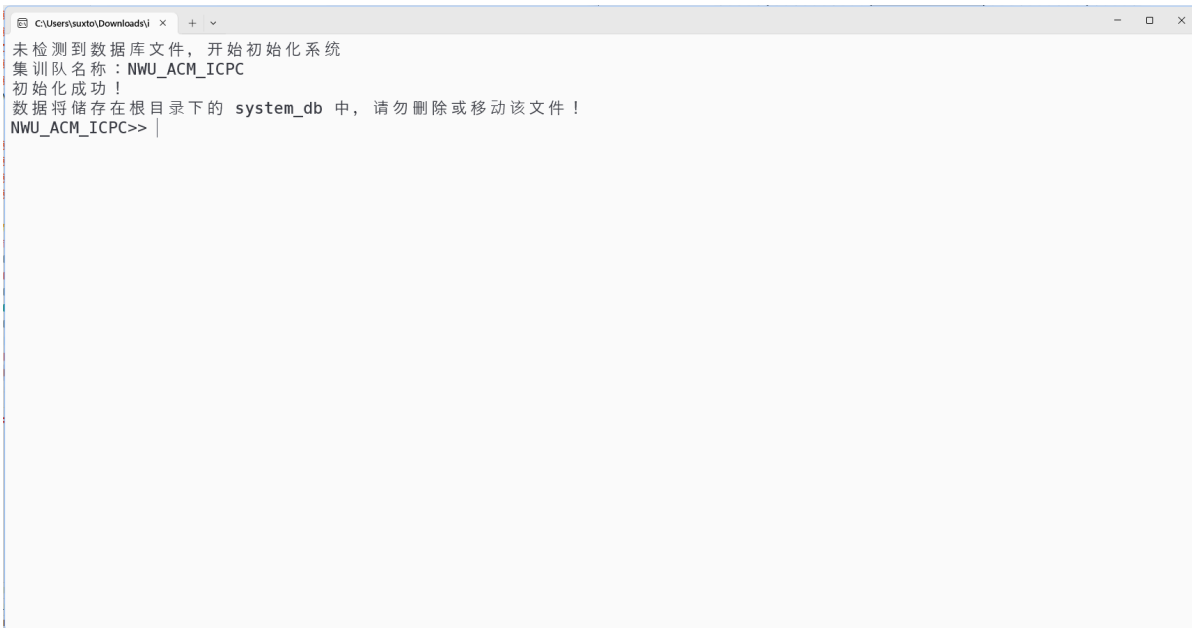 C:\Users\suxto\Downloads\i
未检测到数据库文件，开始初始化系统
集训队名称：NWU_ACM_ICPC
初始化成功！
数据将储存在根目录下的 system_db 中，请勿删除或移动该文件！
NWU_ACM_ICPC>>